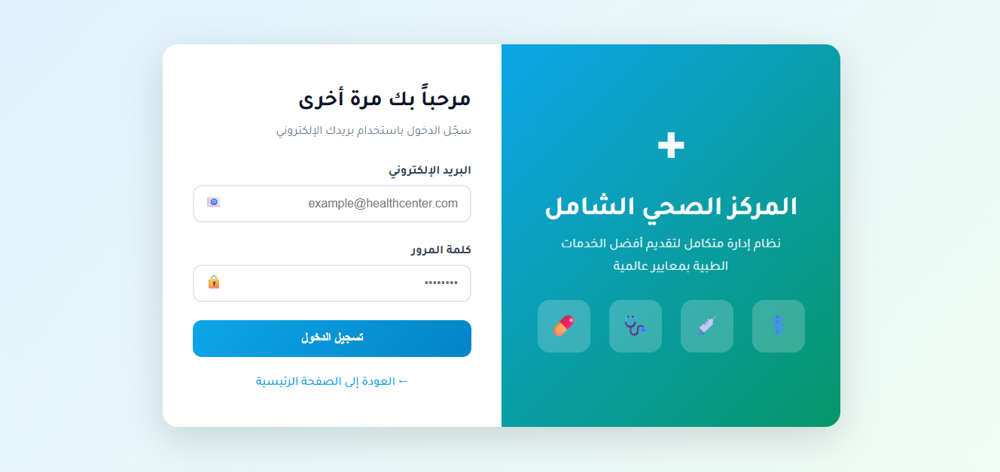 المركز الصحي الشامل
نظام إدارة متكامل لتقديم أفضل الخدمات
الطبية بمعايير عالمية
مرحباً بك مرة أخرى
سجّل الدخول باستخدام بريدك الإلكتروني
البريد الإلكتروني
example@healthcenter.com
كلمة المرور
••••••••
تسجيل الدخول
← العودة إلى الصفحة الرئيسية